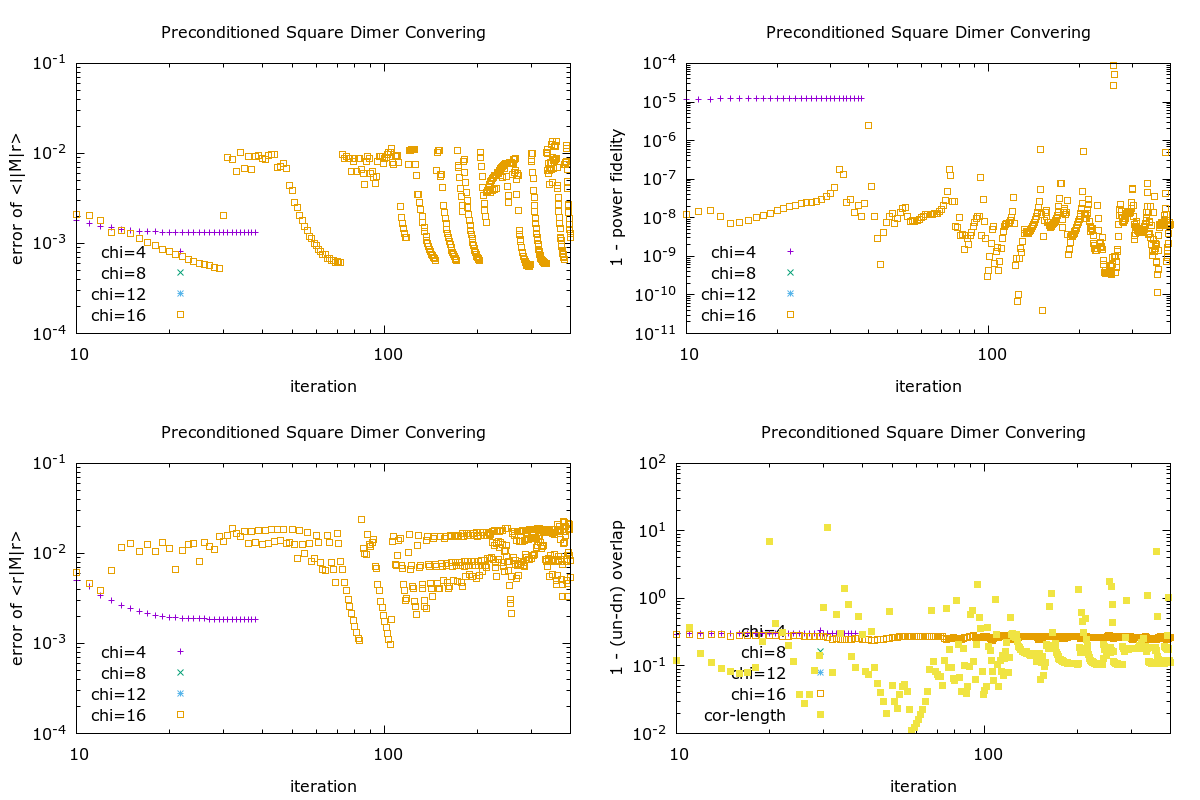 Preconditioned Square Dimer Convering
error of <l|M|r>
10^-1
10^-2
10^-3
10^-4
chi=4
chi=8
chi=12
chi=16
10
100
iteration
Preconditioned Square Dimer Convering
1 - power fidelity
10^-4
10^-5
10^-6
10^-7
10^-8
10^-9
10^-10
10^-11
chi=4
chi=8
chi=12
chi=16
10
100
iteration
Preconditioned Square Dimer Convering
error of <r|M|r>
10^-1
10^-2
10^-3
10^-4
chi=4
chi=8
chi=12
chi=16
10
100
iteration
Preconditioned Square Dimer Convering
1 - (un-dn) overlap
10^2
10^1
10^0
10^-1
10^-2
chi=4
chi=8
chi=12
chi=16
cor-length
10
100
iteration